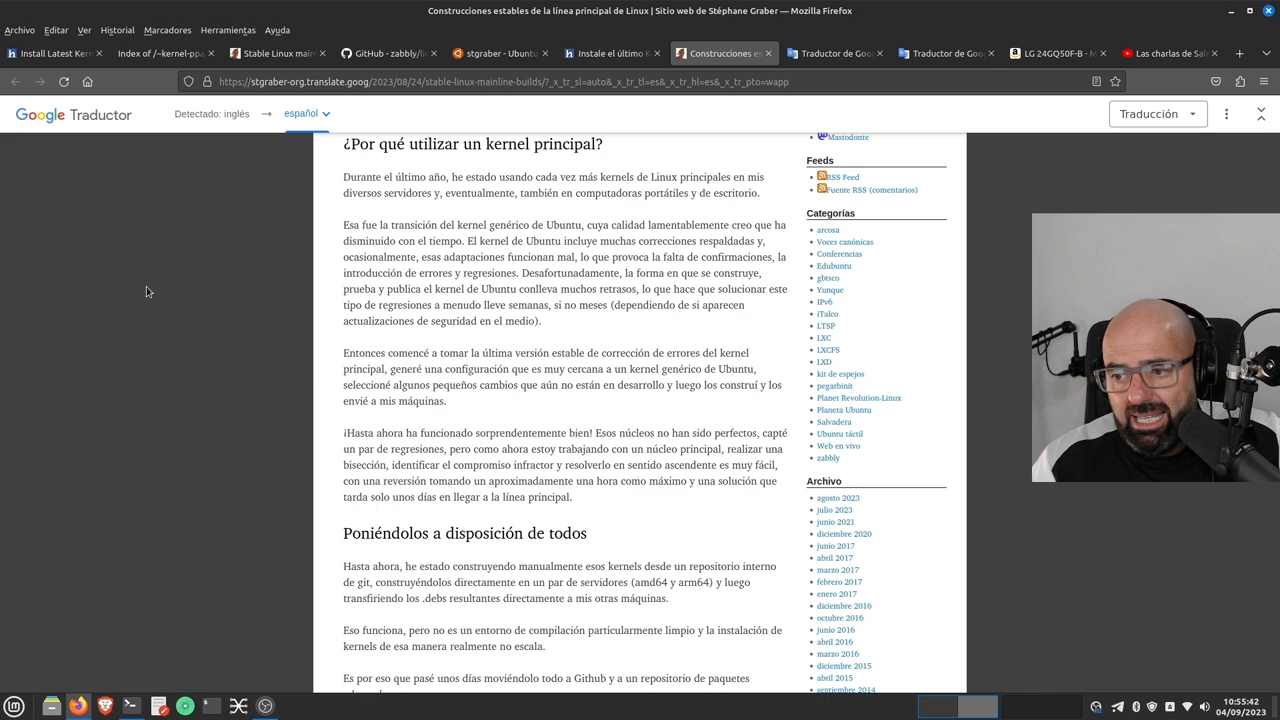 Construcciones estables de la línea principal de Linux | Sitio web de Stéphane Graber — Mozilla Firefox
Archivo Editar Ver Historial Marcadores Herramientas Ayuda
Install Latest Kern
Index of /~kernel-ppa
Stable Linux main
GitHub - zabbly/li
stgraber - Ubuntu
Instale el último K
Construcciones es
Traductor de Goo
Traductor de Goo
LG 24GQ50F-B - M
Las charlas de Sal
https://stgraber-org.translate.goog/2023/08/24/stable-linux-mainline-builds/?_x_tr_sl=auto&_x_tr_tl=es&_x_tr_hl=es&_x_tr_pto=wapp
Google Traductor
Detectado: inglés → español
Traducción
¿Por qué utilizar un kernel principal?
Durante el último año, he estado usando cada vez más kernels de Linux principales en mis
diversos servidores y, eventualmente, también en computadoras portátiles y de escritorio.
Esa fue la transición del kernel genérico de Ubuntu, cuya calidad lamentablemente creo que ha
disminuido con el tiempo. El kernel de Ubuntu incluye muchas correcciones respaldadas y,
ocasionalmente, esas adaptaciones funcionan mal, lo que provoca la falta de confirmaciones, la
introducción de errores y regresiones. Desafortunadamente, la forma en que se construye,
prueba y publica el kernel de Ubuntu conlleva muchos retrasos, lo que hace que solucionar este
tipo de regresiones a menudo lleve semanas, si no meses (dependiendo de si aparecen
actualizaciones de seguridad en el medio).
Entonces comencé a tomar la última versión estable de corrección de errores del kernel
principal, generé una configuración que es muy cercana a un kernel genérico de Ubuntu,
seleccioné algunos pequeños cambios que aún no están en desarrollo y luego los construí y los
envié a mis máquinas.
¡Hasta ahora ha funcionado sorprendentemente bien! Esos núcleos no han sido perfectos, capté
un par de regresiones, pero como ahora estoy trabajando con un núcleo principal, realizar una
bisección, identificar el compromiso infractor y resolverlo en sentido ascendente es muy fácil,
con una reversión tomando un aproximadamente una hora como máximo y una solución que
tarda solo unos días en llegar a la línea principal.
Poniéndolos a disposición de todos
Hasta ahora, he estado construyendo manualmente esos kernels desde un repositorio interno
de git, construyéndolos directamente en un par de servidores (amd64 y arm64) y luego
transfiriendo los .debs resultantes directamente a mis otras máquinas.
Eso funciona, pero no es un entorno de compilación particularmente limpio y la instalación de
kernels de esa manera realmente no escala.
Es por eso que pasé unos días moviéndolo todo a Github y a un repositorio de paquetes
Mastodonte
Feeds
RSS Feed
Fuente RSS (comentarios)
Categorías
arcosa
Voces canónicas
Conferencias
Edubuntu
gbtsco
Yunque
IPv6
iTalco
LTSP
LXC
LXCFS
LXD
kit de espejos
pegarbinit
Planet Revolution-Linux
Planeta Ubuntu
Salvadera
Ubuntu táctil
Web en vivo
zabbly
Archivo
agosto 2023
julio 2023
junio 2021
diciembre 2020
junio 2017
abril 2017
marzo 2017
febrero 2017
enero 2017
diciembre 2016
octubre 2016
junio 2016
abril 2016
marzo 2016
diciembre 2015
abril 2015
septiembre 2014
10:55:42
04/09/2023